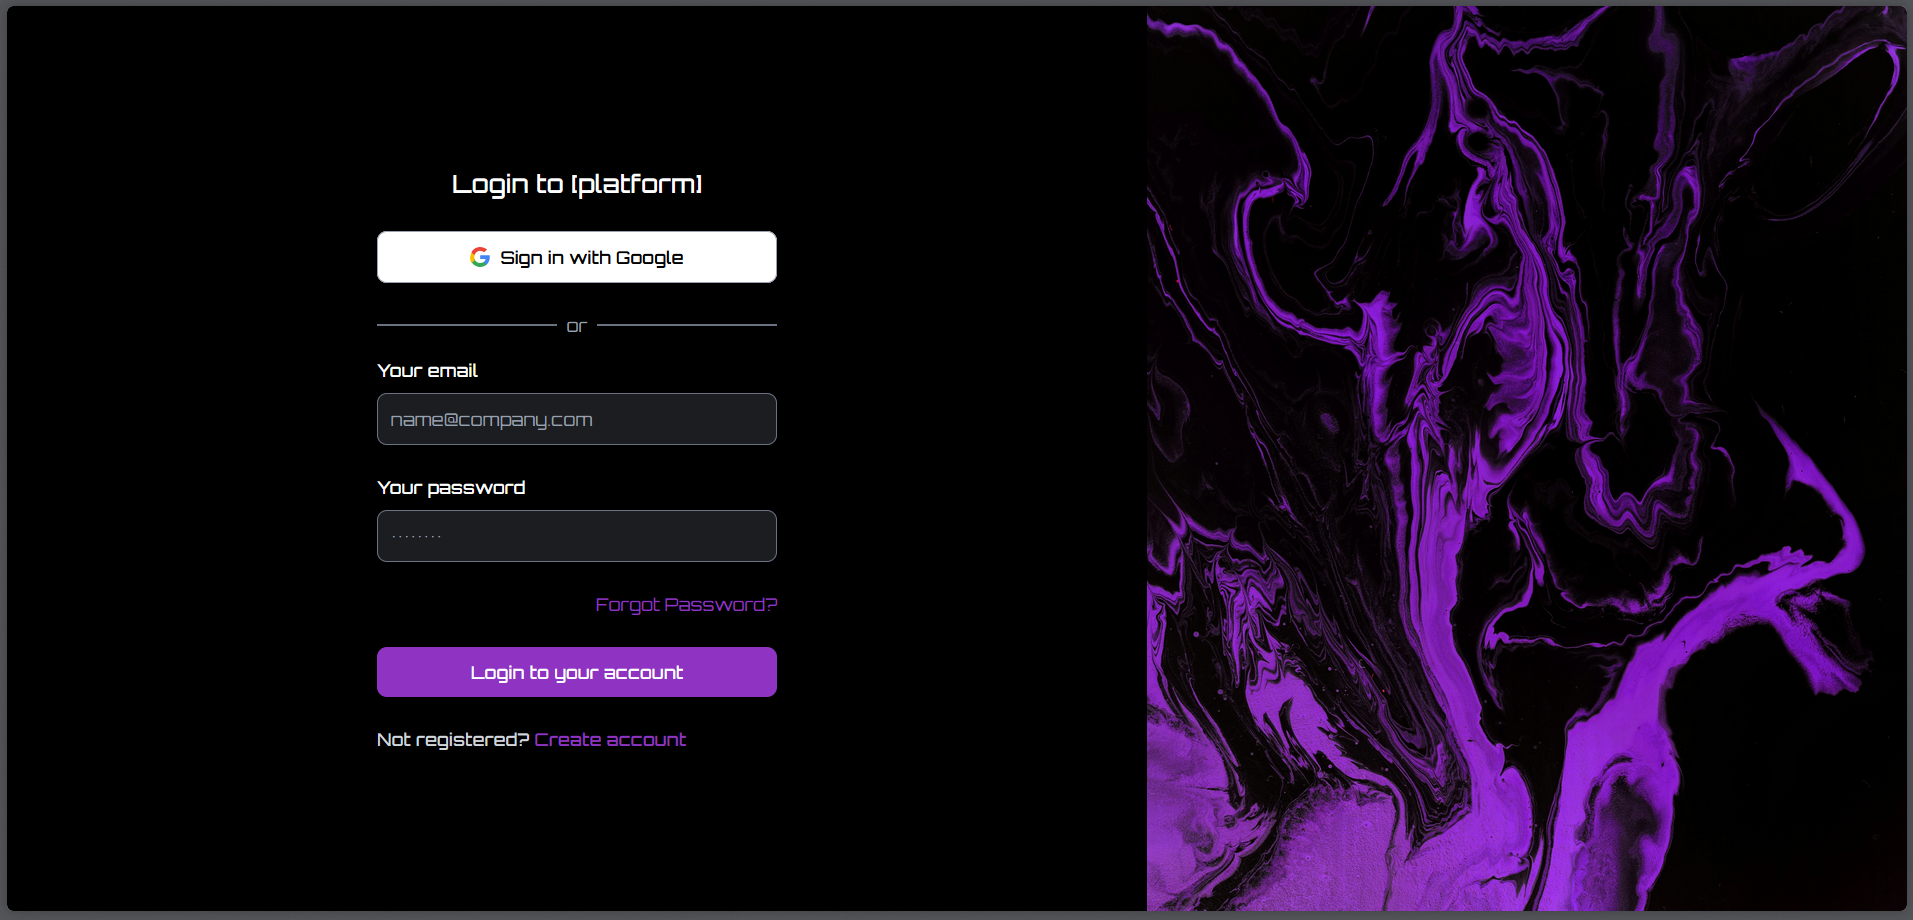 Login to [platform]
Sign in with Google
or
Your email
name@company.com
Your password
········
Forgot Password?
Login to your account
Not registered? Create account